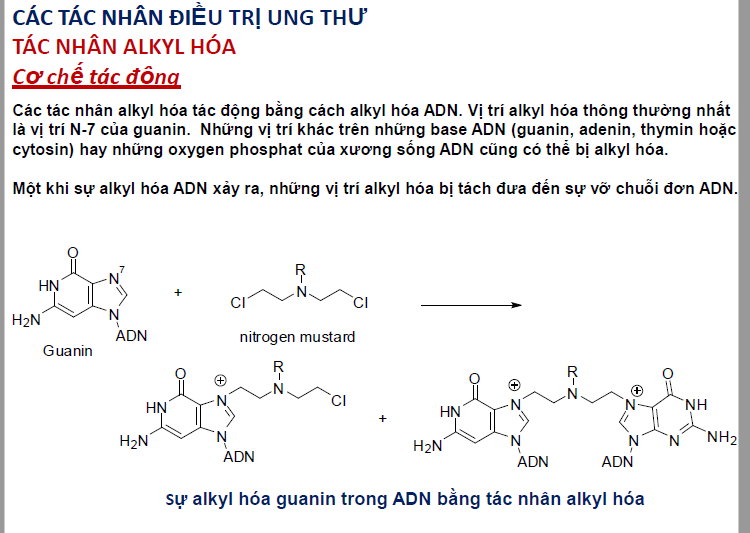 CÁC TÁC NHÂN ĐIỀU TRỊ UNG THƯ
TÁC NHÂN ALKYL HÓA
Cơ chế tác động
Các tác nhân alkyl hóa tác động bằng cách alkyl hóa ADN. Vị trí alkyl hóa thông thường nhất
là vị trí N-7 của guanin. Những vị trí khác trên những base ADN (guanin, adenin, thymin hoặc
cytosin) hay những oxygen phosphat của xương sống ADN cũng có thể bị alkyl hóa.
Một khi sự alkyl hóa ADN xảy ra, những vị trí alkyl hóa bị tách đưa đến sự vỡ chuỗi đơn ADN.
O
N 7
HN
N
H2N
ADN
Guanin
+
R
N
Cl
Cl
nitrogen mustard
O
N
+
HN
N
H2N
ADN
R
N
Cl
+
O
N
+
HN
N
H2N
ADN
R
N
+
N
O
NH
N
N
NH2
ADN
sự alkyl hóa guanin trong ADN bằng tác nhân alkyl hóa